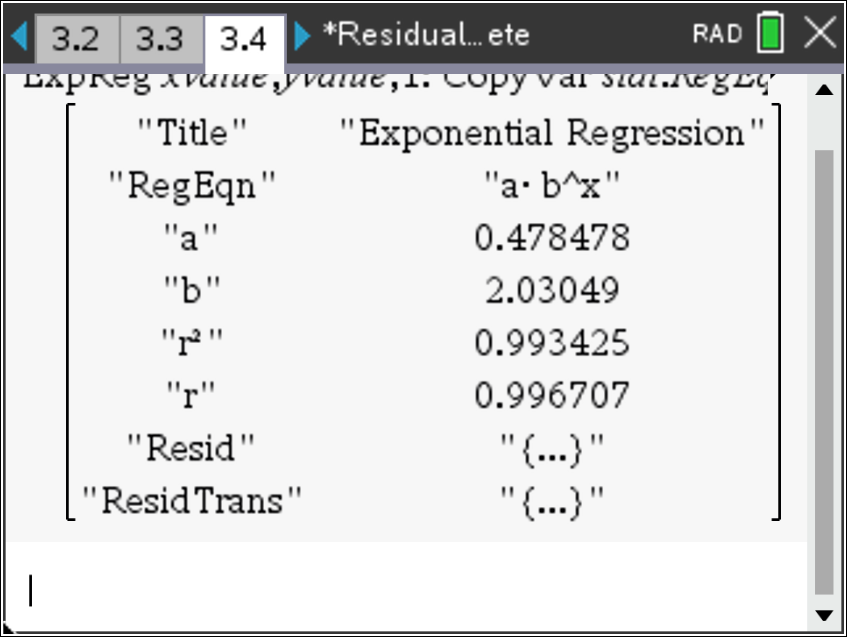 3.2 3.3 3.4 *Residual...ete RAD
ExpReg xvalue,yvalue,1: CopyVar stat.RegEq
"Title" "Exponential Regression"
"RegEqn" "a· b^x"
"a" 0.478478
"b" 2.03049
"r²" 0.993425
"r" 0.996707
"Resid" "{...}"
"ResidTrans" "{...}"